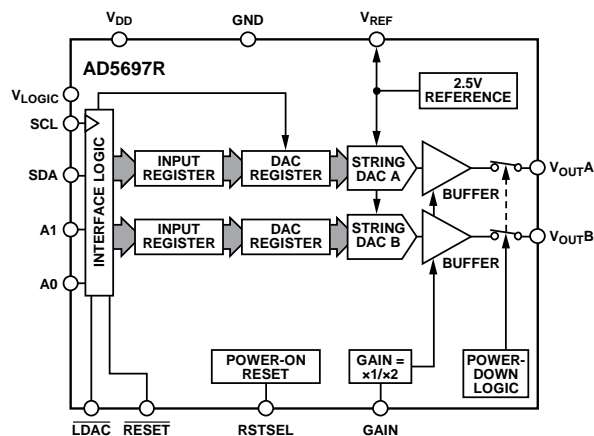 VDD
GND
VREF
AD5697R
2.5V
REFERENCE
VLOGIC
SCL
SDA
A1
A0
INTERFACE LOGIC
INPUT
REGISTER
DAC
REGISTER
STRING
DAC A
BUFFER
VOUTA
INPUT
REGISTER
DAC
REGISTER
STRING
DAC B
BUFFER
VOUTB
POWER-ON
RESET
GAIN =
×1/×2
POWER-
DOWN
LOGIC
LDAC
RESET
RSTSEL
GAIN